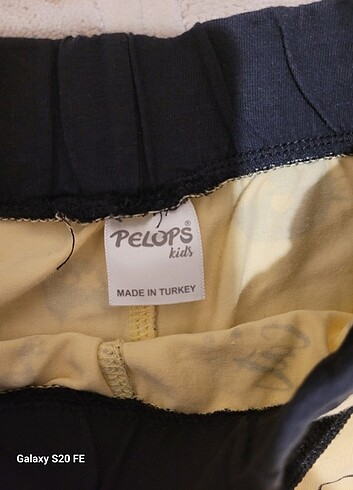 PELOPS®
kids
MADE IN TURKEY
Galaxy S20 FE